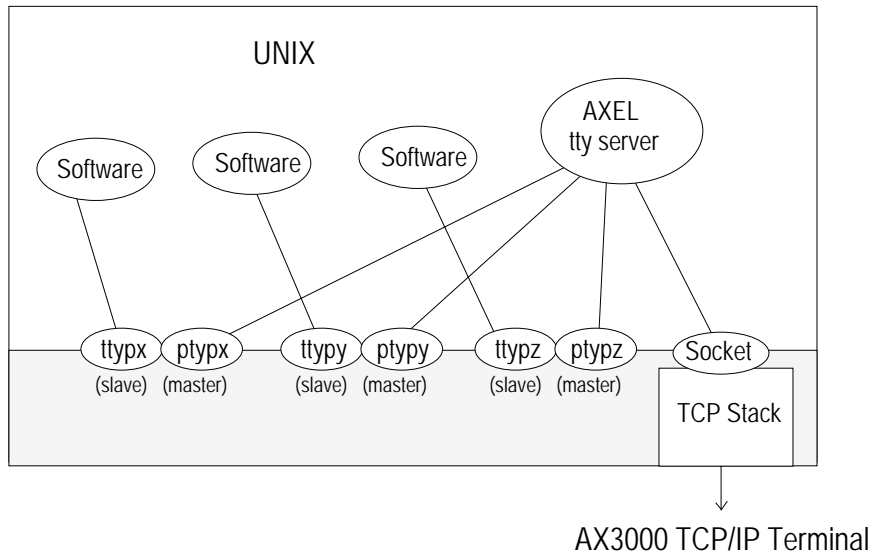 UNIX
AXEL
tty server
Software
Software
Software
ttypx
ptypx
ttypy
ptypy
ttypz
ptypz
Socket
(slave)
(master)
(slave)
(master)
(slave)
(master)
TCP Stack
AX3000 TCP/IP Terminal